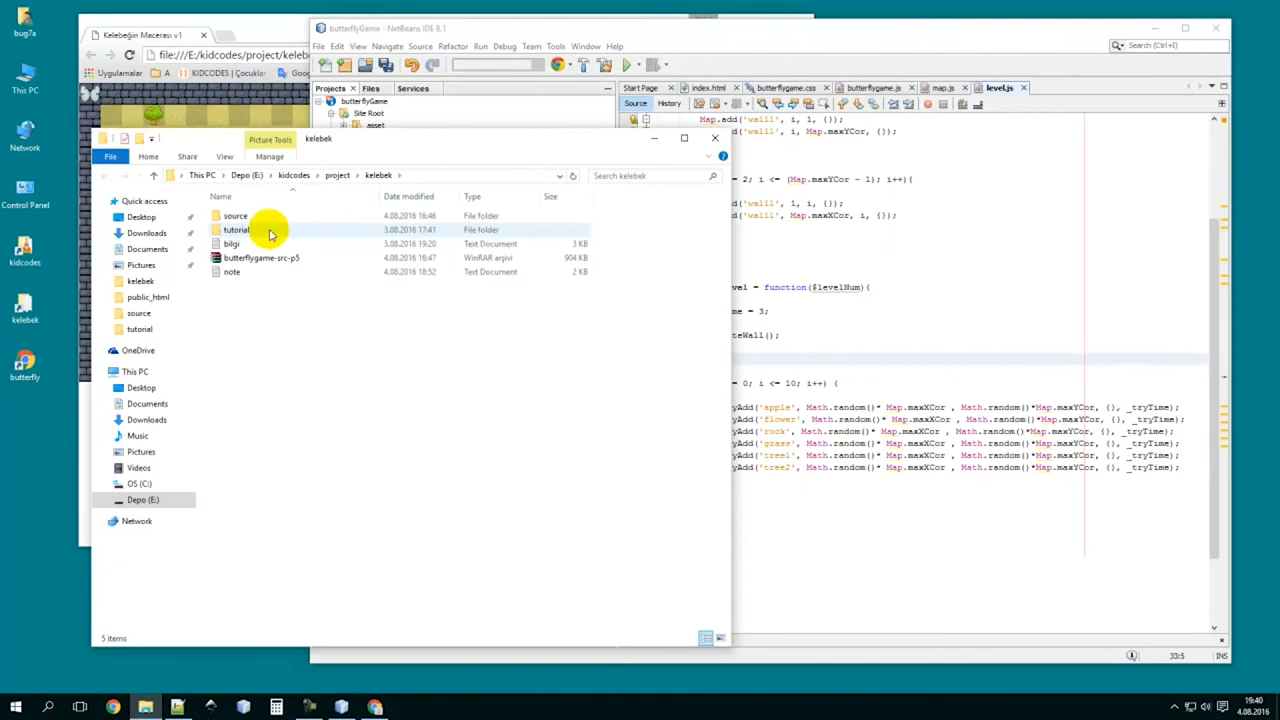 bug7a
This PC
Network
Control Panel
kidcodes
kelebek
butterfly
Kelebeğin Macerası v1
file:///E:/kidcodes/project/keleb
Uygulamalar
A
KIDCODES | Çocuklar
Goo
butterflyGame - NetBeans IDE 8.1
File Edit View Navigate Source Refactor Run Debug Team Tools Window Help
Search (Ctrl+I)
Projects Files Services
butterflyGame
Site Root
asset
Start Page index.html butterflygame.css butterflygame.js map.js level.js
Source History
Map.add('wall1', i, 1, {});
d('wall1', i, Map.maxYCor, {});
= 2; i <= (Map.maxYCor - 1); i++){
d('wall1', 1, i, {});
d('wall1', Map.maxXCor, i, {});
vel = function($levelNum){
me = 3;
teWall();
= 0; i <= 10; i++) {
yAdd('apple', Math.random()* Map.maxXCor , Math.random()*Map.maxYCor, {}, _tryTime);
yAdd('flower', Math.random()* Map.maxXCor , Math.random()*Map.maxYCor, {}, _tryTime);
yAdd('rock', Math.random()* Map.maxXCor , Math.random()*Map.maxYCor, {}, _tryTime);
yAdd('grass', Math.random()* Map.maxXCor , Math.random()*Map.maxYCor, {}, _tryTime);
yAdd('tree1', Math.random()* Map.maxXCor , Math.random()*Map.maxYCor, {}, _tryTime);
yAdd('tree2', Math.random()* Map.maxXCor , Math.random()*Map.maxYCor, {}, _tryTime);
33:5 INS
Picture Tools kelebek
File Home Share View Manage
This PC Depo (E:) kidcodes project kelebek
Search kelebek
Name Date modified Type Size
source 4.08.2016 16:46 File folder
tutorial 3.08.2016 17:41 File folder
bilgi 3.08.2016 19:20 Text Document 3 KB
butterflygame-src-p5 4.08.2016 16:47 WinRAR arşivi 904 KB
note 4.08.2016 18:52 Text Document 2 KB
Quick access
Desktop
Downloads
Documents
Pictures
kelebek
public_html
source
tutorial
OneDrive
This PC
Desktop
Documents
Downloads
Music
Pictures
Videos
OS (C:)
Depo (E:)
Network
5 items
19:40
4.08.2016